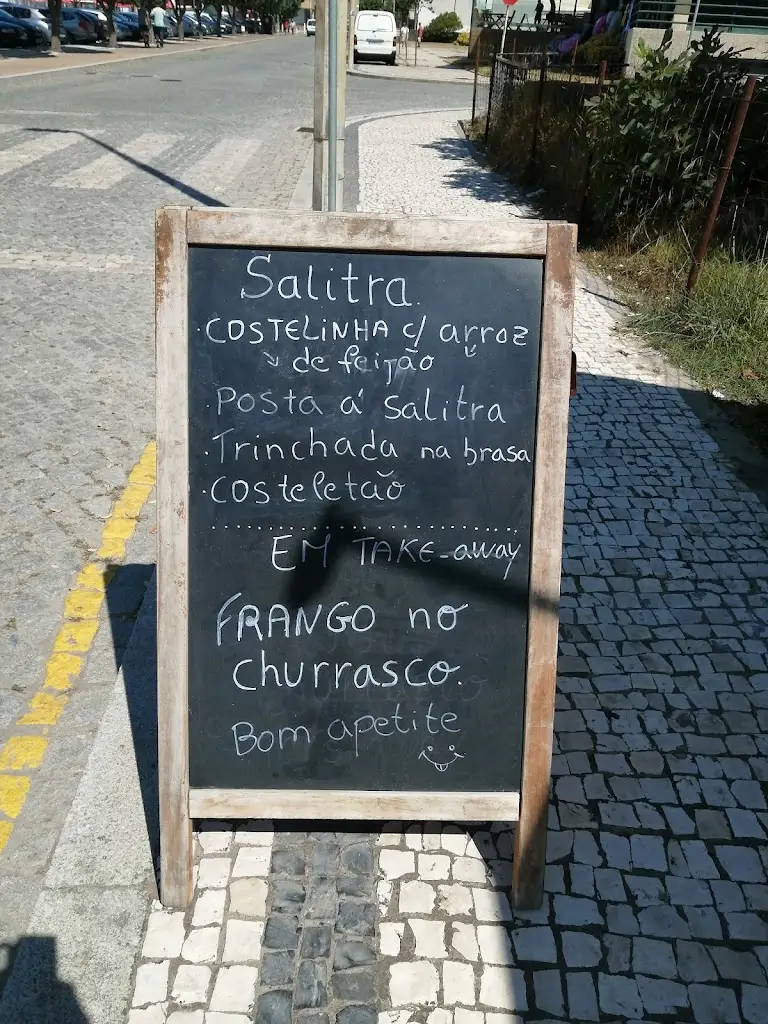 Salitra.
· COSTELINHA c/ arroz
de feijão
· Posta á Salitra
· Trinchada na brasa
· Costeletão
EM TAKE-away
FRANGO no
churrasco.
Bom apetite